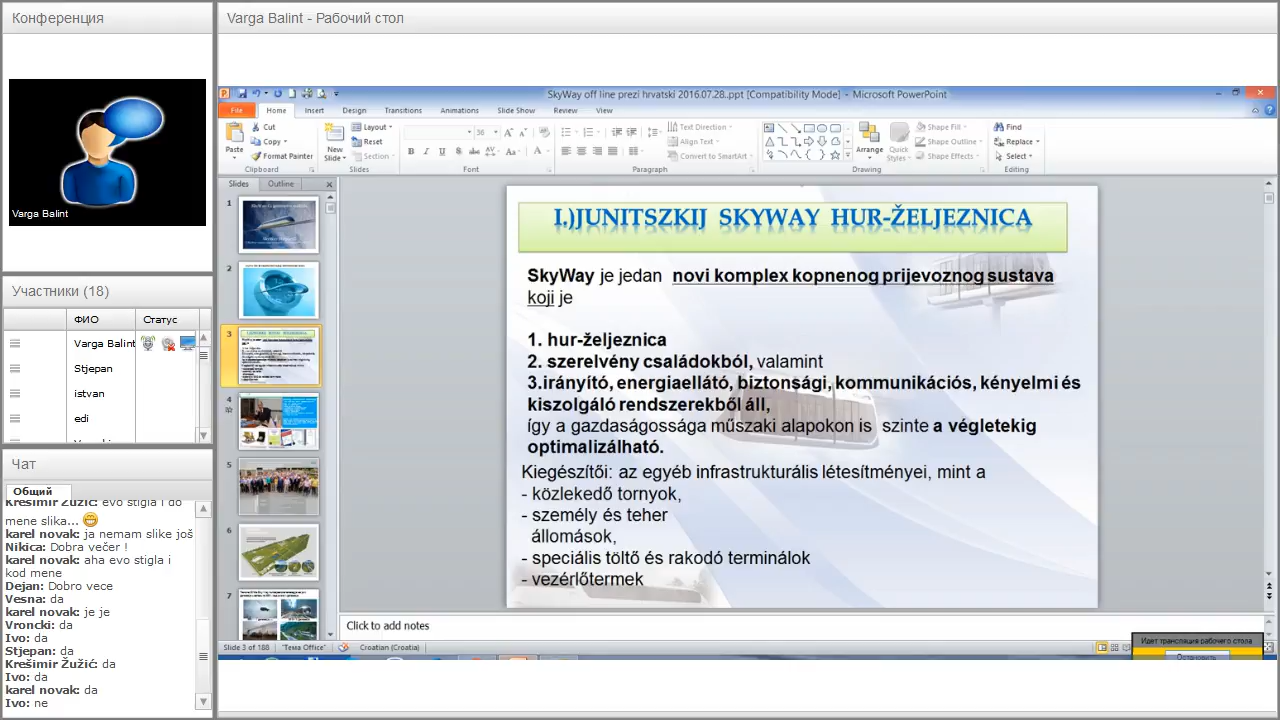 Конференция
Varga Balint
Участники (18)
ФИО Статус
Varga Balint
Stjepan
istvan
edi
Чат
Общий
Krešimir Žužić: evo stigla i do
mene slika...
karel novak: ja nemam slike još
Nikica: Dobra večer !
karel novak: aha evo stigla i
kod mene
Dejan: Dobro vece
Vesna: da
karel novak: je je
Vroncki: da
Ivo: da
Stjepan: da
Krešimir Žužić: da
Ivo: da
karel novak: da
Ivo: ne
Varga Balint - Рабочий стол
SkyWay off line prezi hrvatski 2016.07.28..ppt [Compatibility Mode] - Microsoft PowerPoint
File Home Insert Design Transitions Animations Slide Show Review View
Paste
Cut
Copy
Format Painter
Clipboard
New
Slide
Layout
Reset
Section
Slides
36
Font
Text Direction
Align Text
Convert to SmartArt
Paragraph
Arrange
Quick
Styles
Shape Fill
Shape Outline
Shape Effects
Drawing
Find
Replace
Select
Editing
Slides Outline
1
2
3
4
5
6
7
I.)JUNITSZKIJ SKYWAY HUR-ŽELJEZNICA
SkyWay je jedan novi komplex kopnenog prijevoznog sustava
koji je
1. hur-željeznica
2. szerelvény csaladokból, valamint
3.irányító, energiaellátó, biztonsági, kommunikációs, kényelmi és
kiszolgáló rendszerekből áll,
így a gazdaságossága műszaki alapokon is szinte a végletekig
optimalizálható.
Kiegészítői: az egyéb infrastrukturális létesítményei, mint a
- közlekedő tornyok,
- személy és teher
állomások,
- speciális töltő és rakodó terminálok
- vezérlőtermek
Click to add notes
Slide 3 of 188 "Тема Office" Croatian (Croatia)
Идет трансляция рабочего стола
Остановить